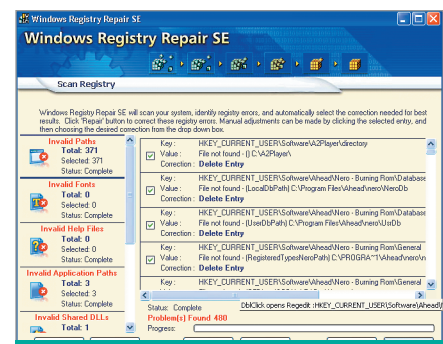 Windows Registry Repair SE
Windows Registry Repair SE
Scan Registry
Windows Registry Repair SE will scan your system, identify registry errors, and automatically select the correction needed for best
results. Click 'Repair' button to correct these registry errors. Manual adjustments can be made by clicking the selected entry, and
then choosing the desired correction from the drop down box.
Invalid Paths
Total: 371
Selected: 371
Status: Complete
Invalid Fonts
Total: 0
Selected: 0
Status: Complete
Invalid Help Files
Total: 0
Selected: 0
Status: Complete
Invalid Application Paths
Total: 3
Selected: 3
Status: Complete
Invalid Shared DLLs
Total: 1
Key : HKEY_CURRENT_USER\Software\A2Player\directory
Value : File not found - () C:\A2Player\
Correction : Delete Entry
Key : HKEY_CURRENT_USER\Software\Ahead\Nero - Burning Rom\Database
Value : File not found - (LocalDbPath) C:\Program Files\Ahead\nero\NeroDb
Correction : Delete Entry
Key : HKEY_CURRENT_USER\Software\Ahead\Nero - Burning Rom\Database
Value : File not found - (UserDbPath) C:\Program Files\Ahead\nero\UsrDb
Correction : Delete Entry
Key : HKEY_CURRENT_USER\Software\Ahead\Nero - Burning Rom\General
Value : File not found - (RegisteredTypesNeroPath) C:\PROGRA~1\Ahead\nero\n
Correction : Delete Entry
Key : HKEY_CURRENT_USER\Software\Ahead\Nero - Burning Rom\General
Status: Complete
DblClick opens Regedit :HKEY_CURRENT_USER\Software\Ahead\
Problem(s) Found 480
Progress: